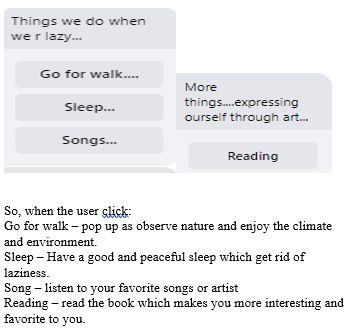 Things we do when
we r lazy...
Go for walk....
Sleep...
Songs...
More
things....expressing
ourself through art...
Reading
So, when the user click:
Go for walk – pop up as observe nature and enjoy the climate
and environment.
Sleep – Have a good and peaceful sleep which get rid of
laziness.
Song – listen to your favorite songs or artist
Reading – read the book which makes you more interesting and
favorite to you.